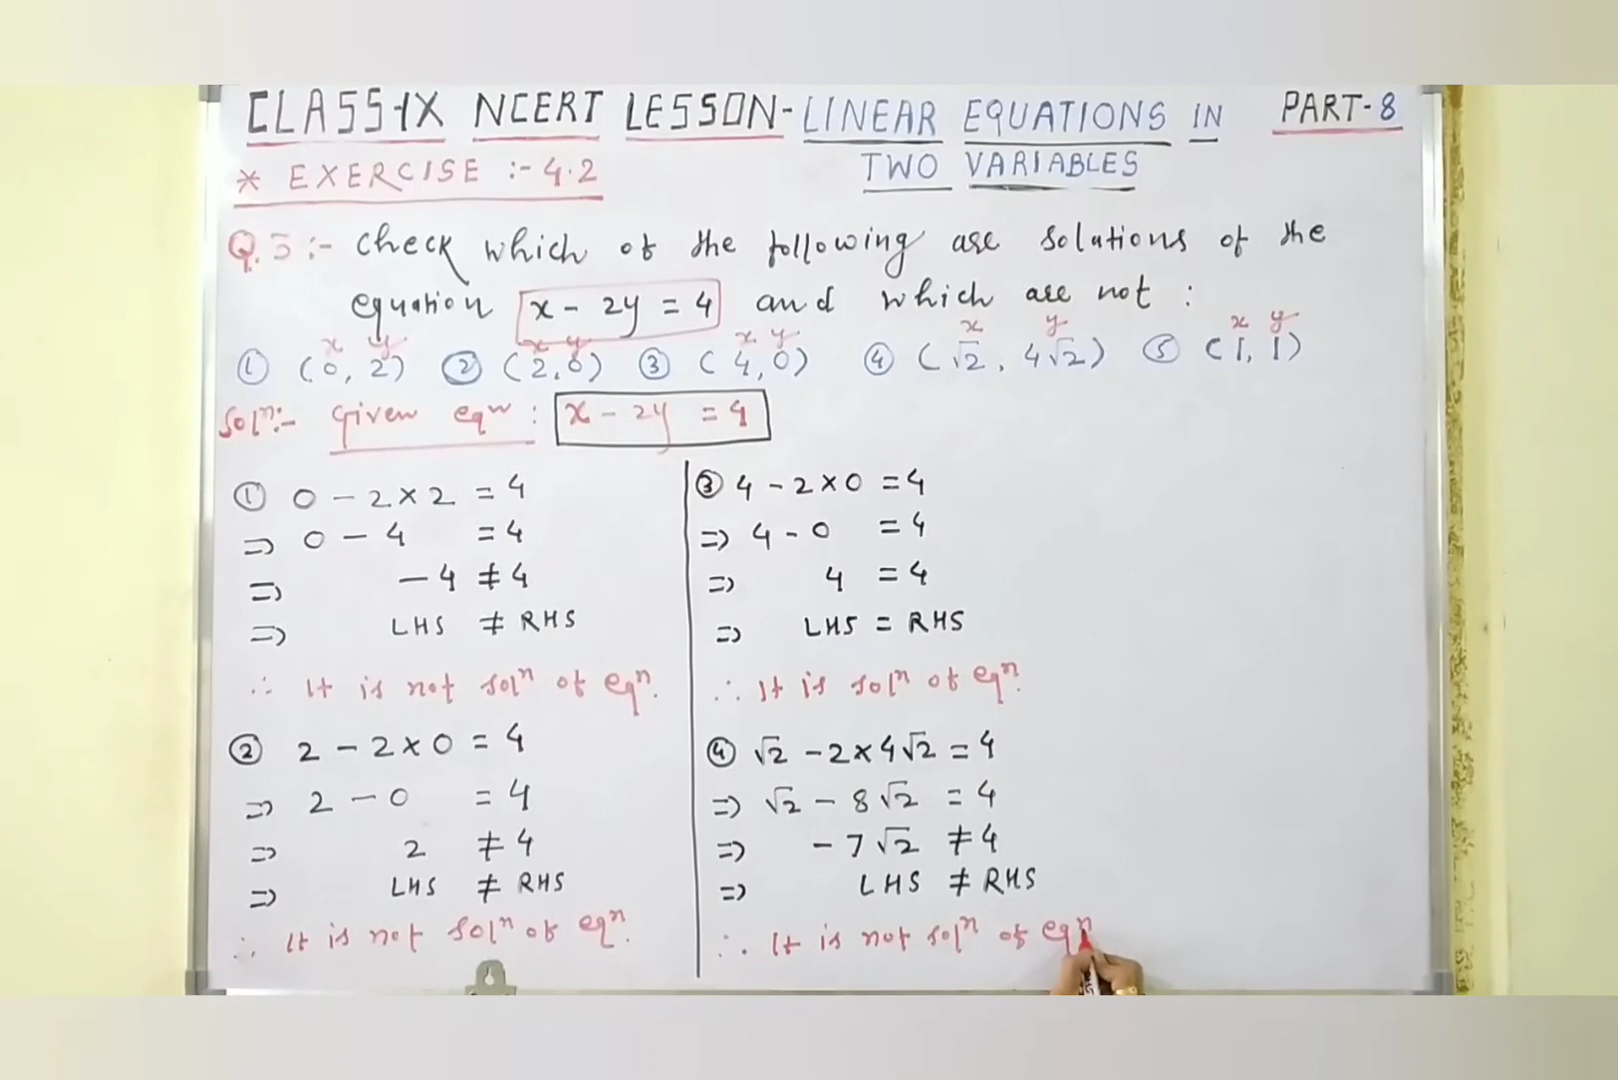 CLASS-IX NCERT LESSON-LINEAR EQUATIONS IN TWO VARIABLES PART-8
* EXERCISE :- 4.2
Q.3:- Check which of the following are solutions of the
equation x - 2y = 4 and which are not :
x y x y x y x y x y
① (0, 2) ② (2, 0) ③ (4, 0) ④ (√2, 4√2) ⑤ (1, 1)
Solⁿ:- Given eqⁿ : x - 2y = 4
① 0 - 2×2 = 4
=> 0 - 4 = 4
=> -4 ≠ 4
=> LHS ≠ RHS
∴ It is not solⁿ of eqⁿ.
② 2 - 2×0 = 4
=> 2 - 0 = 4
=> 2 ≠ 4
=> LHS ≠ RHS
∴ It is not solⁿ of eqⁿ.
③ 4 - 2×0 = 4
=> 4 - 0 = 4
=> 4 = 4
=> LHS = RHS
∴ It is solⁿ of eqⁿ.
④ √2 - 2×4√2 = 4
=> √2 - 8√2 = 4
=> -7√2 ≠ 4
=> LHS ≠ RHS
∴ It is not solⁿ of eqⁿ